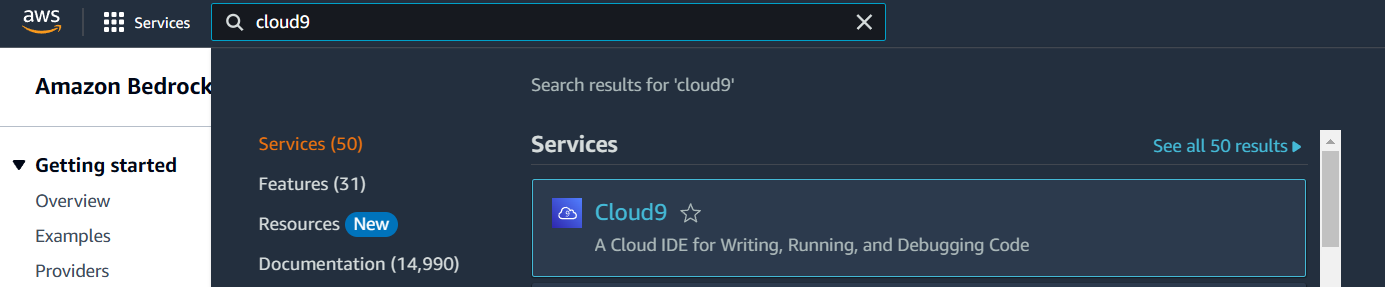 aws
Services
cloud9
Amazon Bedrock
Getting started
Overview
Examples
Providers
Search results for 'cloud9'
Services (50)
Features (31)
Resources New
Documentation (14,990)
Services
See all 50 results
Cloud9
A Cloud IDE for Writing, Running, and Debugging Code